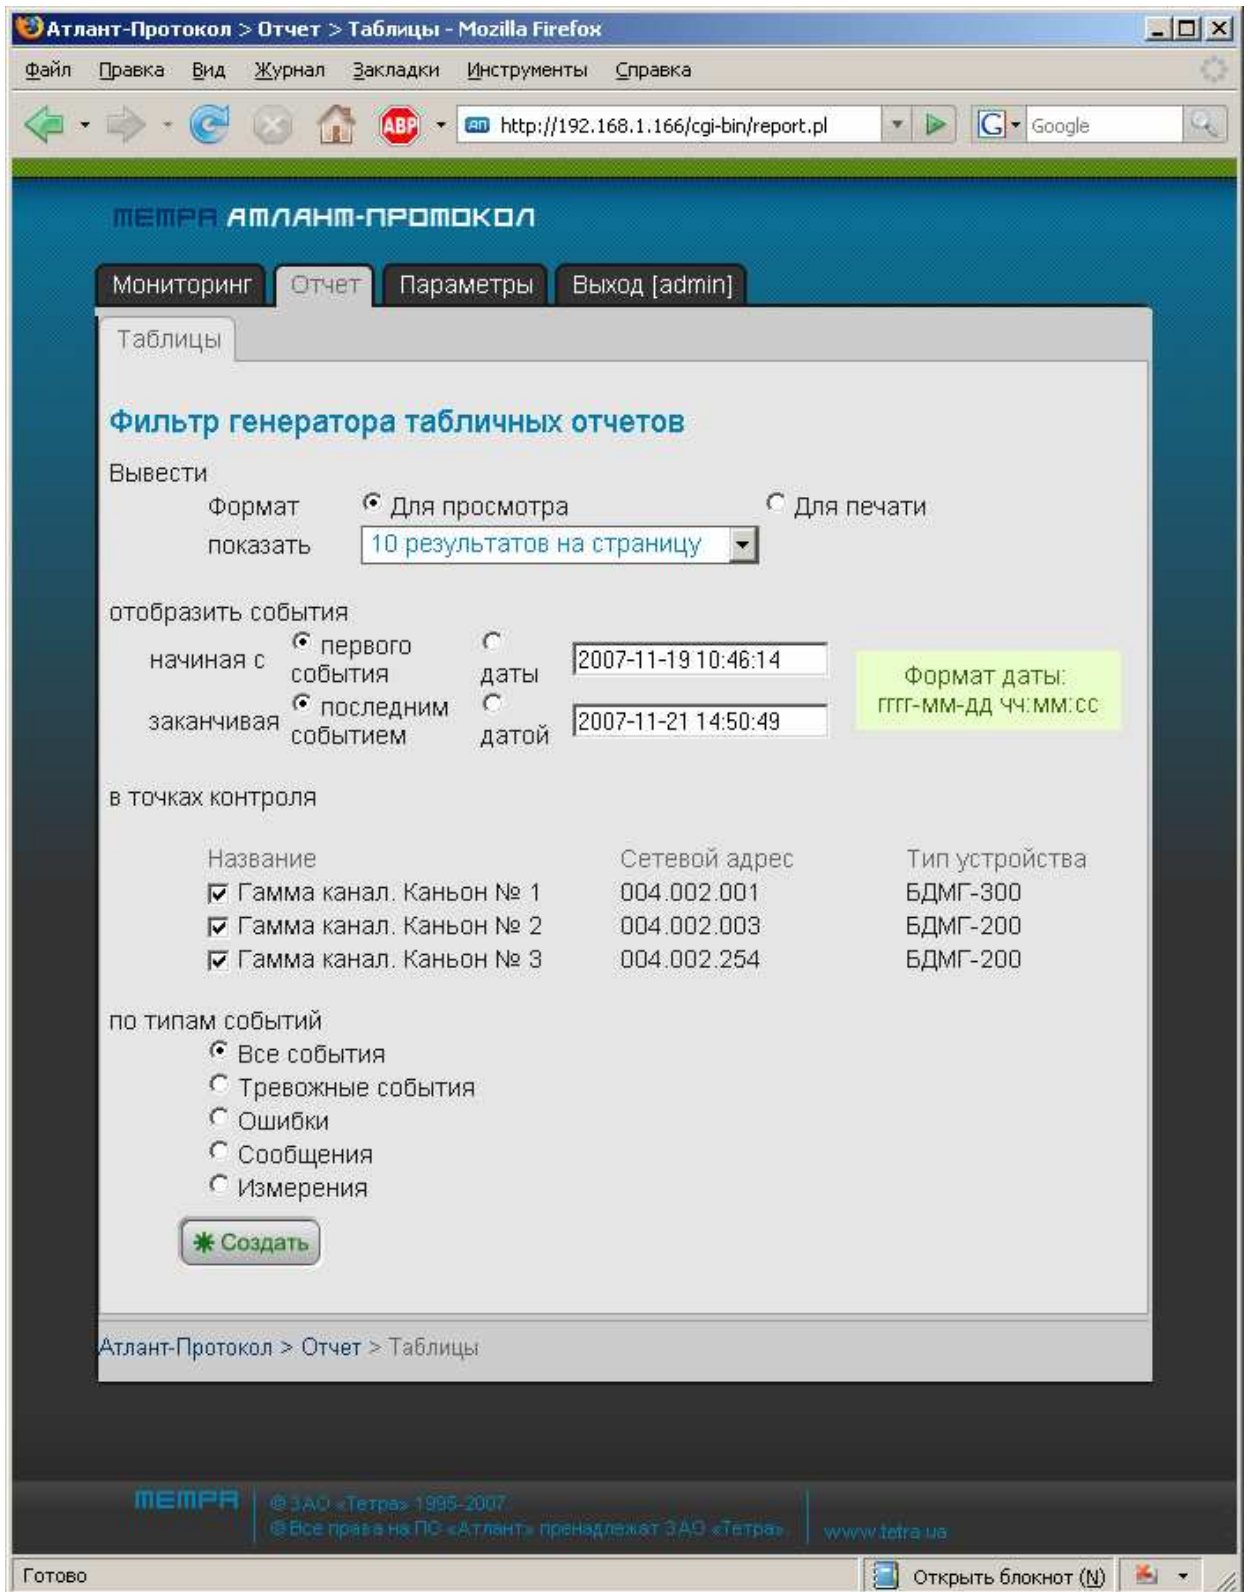 Атлант-Протокол > Отчет > Таблицы - Mozilla Firefox
Файл Правка Вид Журнал Закладки Инструменты Справка
ABP http://192.168.1.166/cgi-bin/report.pl G Google
ТЕТРА АТЛАНТ-ПРОТОКОЛ
Мониторинг Отчет Параметры Выход [admin]
Таблицы
Фильтр генератора табличных отчетов
Вывести
Формат Для просмотра Для печати
показать 10 результатов на страницу
отобразить события
начиная с первого события даты 2007-11-19 10:46:14
заканчивая последним событием датой 2007-11-21 14:50:49
Формат даты:
гггг-мм-дд чч:мм:сс
в точках контроля
Название Сетевой адрес Тип устройства
Гамма канал. Каньон № 1 004.002.001 БДМГ-300
Гамма канал. Каньон № 2 004.002.003 БДМГ-200
Гамма канал. Каньон № 3 004.002.254 БДМГ-200
по типам событий
Все события
Тревожные события
Ошибки
Сообщения
Измерения
Создать
Атлант-Протокол > Отчет > Таблицы
ТЕТРА
© ЗАО «Тетра» 1995-2007
© Все права на ПО «Атлант» пренадлежат ЗАО «Тетра».
www.tetra.ua
Готово Открыть блокнот (N)